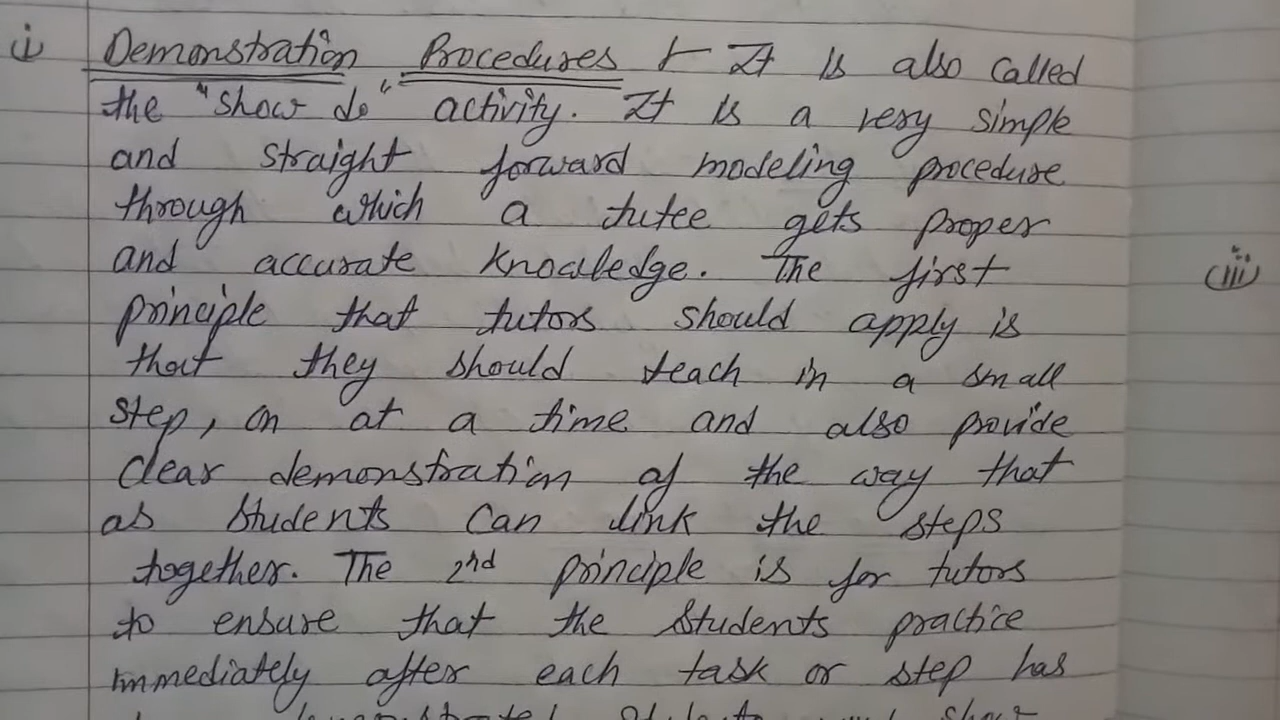 i) Demonstration Procedures :- It is also called
the "show do" activity. It is a very simple
and straight forward modeling procedure
through which a tutee gets proper
and accurate knowledge. The first
(iii)
principle that tutors should apply is
that they should teach in a small
step, on at a time and also provide
clear demonstration of the way that
as students can link the steps
together. The 2nd principle is for tutors
to ensure that the students practice
immediately after each task or step has